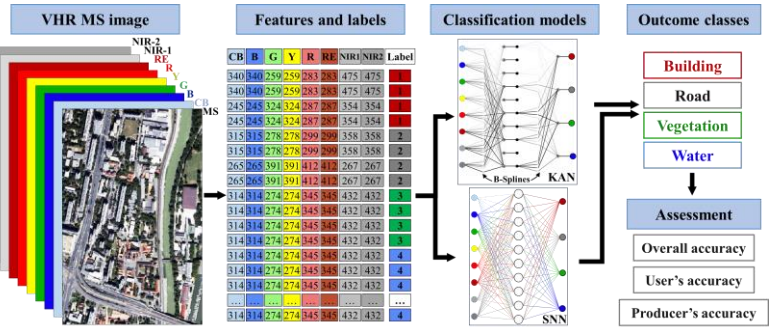 VHR MS image
Features and labels
Classification models
Outcome classes
NIR-2
NIR-1
RE
R
Y
G
B
CB
MS
CB B G Y R RE NIR1 NIR2 Label
340 340 259 259 283 283 475 475 1
340 340 259 259 283 283 475 475 1
245 245 324 324 287 287 354 354 1
245 245 324 324 287 287 354 354 1
315 315 278 278 299 299 358 358 2
315 315 278 278 299 299 358 358 2
265 265 391 391 412 412 267 267 2
265 265 391 391 412 412 267 267 2
314 314 274 274 345 345 432 432 3
314 314 274 274 345 345 432 432 3
314 314 274 274 345 345 432 432 3
314 314 274 274 345 345 432 432 3
314 314 274 274 345 345 432 432 4
314 314 274 274 345 345 432 432 4
314 314 274 274 345 345 432 432 4
... ... ... ... ... ... ... ... ...
314 314 274 274 345 345 432 432 4
B-Splines
KAN
SNN
Building
Road
Vegetation
Water
Assessment
Overall accuracy
User's accuracy
Producer's accuracy